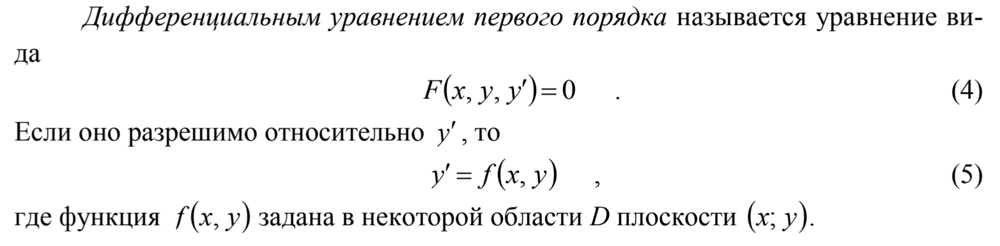 Дифференциальным уравнением первого порядка называется уравнение ви-
да
F(x, y, y′)=0 . (4)
Если оно разрешимо относительно y′ , то
y′ = f(x, y) , (5)
где функция f(x, y) задана в некоторой области D плоскости (x; y).